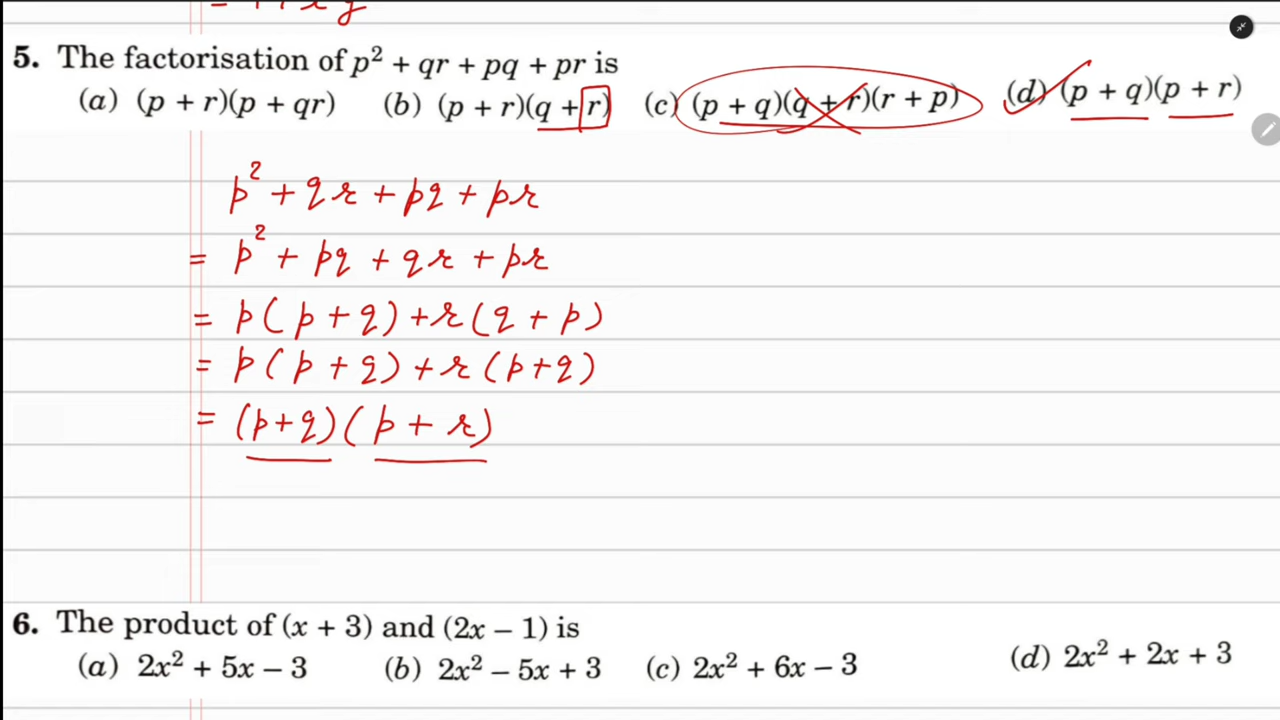 5. The factorisation of p² + qr + pq + pr is
(a) (p + r)(p + qr) (b) (p + r)(q + r) (c) (p + q)(q + r)(r + p) (d) (p + q)(p + r)
p² + qr + pq + pr
= p² + pq + qr + pr
= p(p + q) + r(q + p)
= p(p + q) + r(p + q)
= (p + q)(p + r)
6. The product of (x + 3) and (2x − 1) is
(a) 2x² + 5x − 3 (b) 2x² − 5x + 3 (c) 2x² + 6x − 3 (d) 2x² + 2x + 3